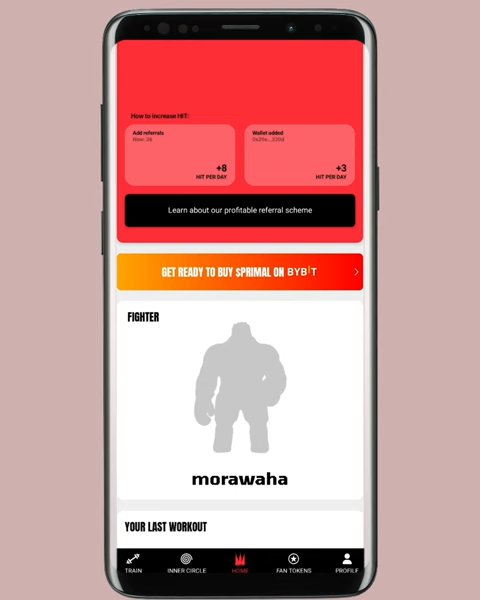 How to increase HIT:
Add referrals
Now: 36
+8
HIT PER DAY
Wallet added
0x29e...320d
+3
HIT PER DAY
Learn about our profitable referral scheme
GET READY TO BUY $PRIMAL ON BYBIT
FIGHTER
morawaha
YOUR LAST WORKOUT
TRAIN
INNER CIRCLE
HOME
FAN TOKENS
PROFILE